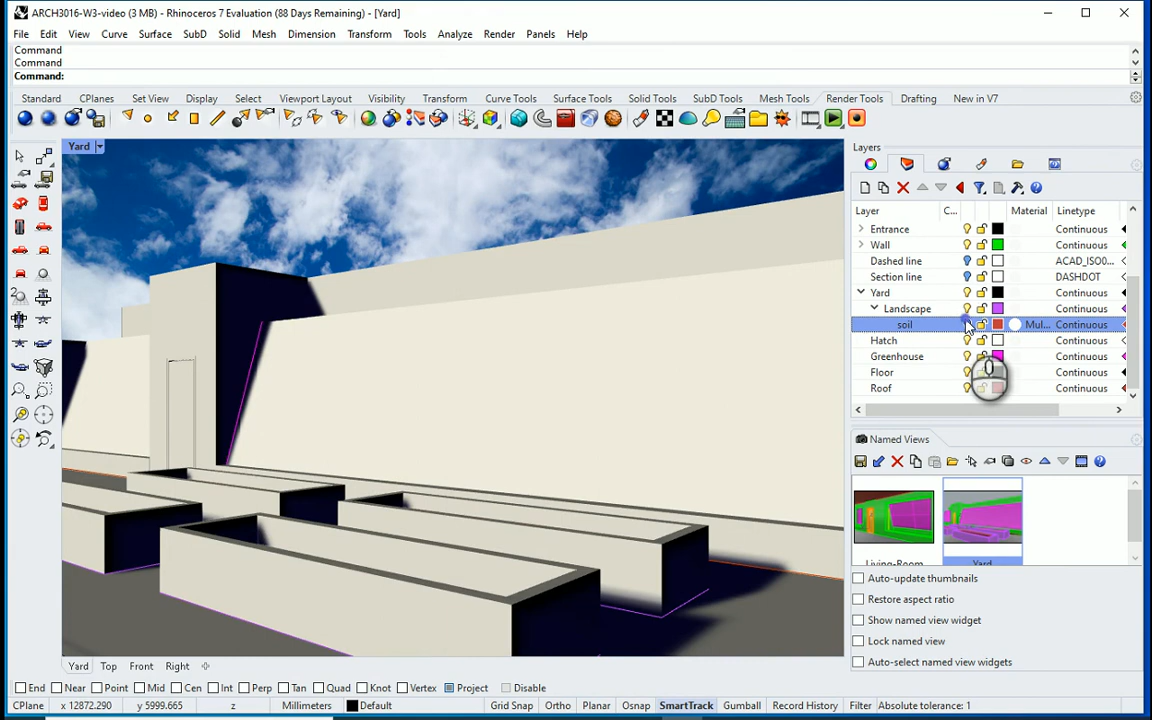 ARCH3016-W3-video (3 MB) - Rhinoceros 7 Evaluation (88 Days Remaining) - [Yard]
File Edit View Curve Surface SubD Solid Mesh Dimension Transform Tools Analyze Render Panels Help
Command
Command
Command:
Standard CPlanes Set View Display Select Viewport Layout Visibility Transform Curve Tools Surface Tools Solid Tools SubD Tools Mesh Tools Render Tools Drafting New in V7
Yard
Layers
Layer C... Material Linetype
Entrance Continuous
Wall Continuous
Dashed line ACAD_ISO0...
Section line DASHDOT
Yard Continuous
Landscape Continuous
soil Mul... Continuous
Hatch Continuous
Greenhouse Continuous
Floor Continuous
Roof Continuous
Named Views
Living-Room Yard
Auto-update thumbnails
Restore aspect ratio
Show named view widget
Lock named view
Auto-select named view widgets
Yard Top Front Right
End Near Point Mid Cen Int Perp Tan Quad Knot Vertex Project Disable
CPlane x 12872.290 y 5999.665 z Millimeters Default Grid Snap Ortho Planar Osnap SmartTrack Gumball Record History Filter Absolute tolerance: 1